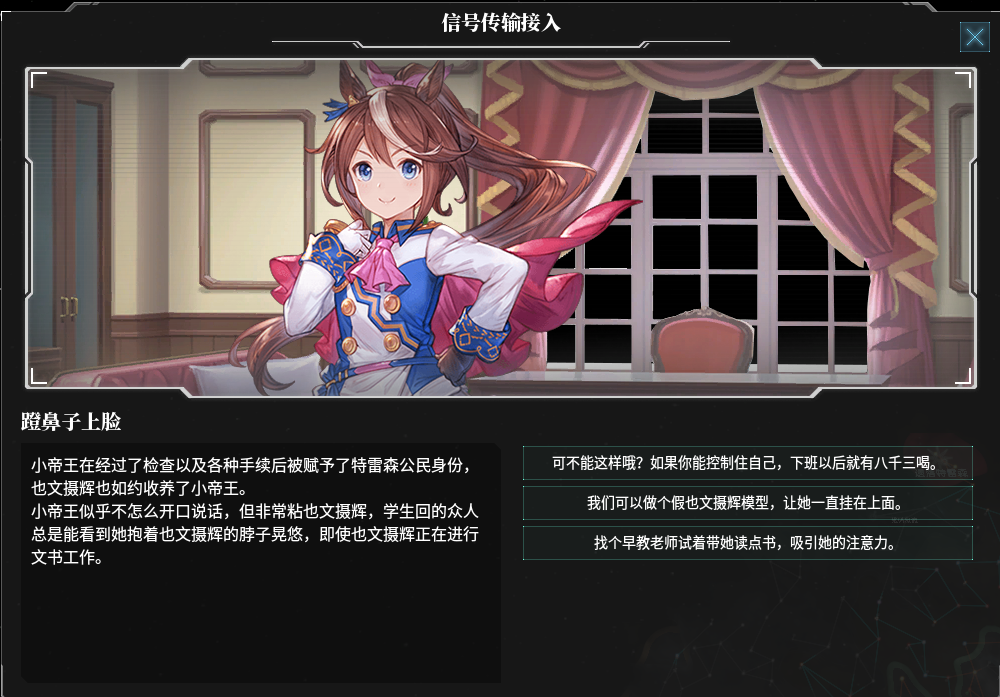 信号传输接入
蹬鼻子上脸
小帝王在经过了检查以及各种手续后被赋予了特雷森公民身份，
也文摄辉也如约收养了小帝王。
小帝王似乎不怎么开口说话，但非常粘也文摄辉，学生回的众人
总是能看到她抱着也文摄辉的脖子晃悠，即使也文摄辉正在进行
文书工作。
可不能这样哦？如果你能控制住自己，下班以后就有八千三喝。
我们可以做个假也文摄辉模型，让她一直挂在上面。
找个早教老师试着带她读点书，吸引她的注意力。